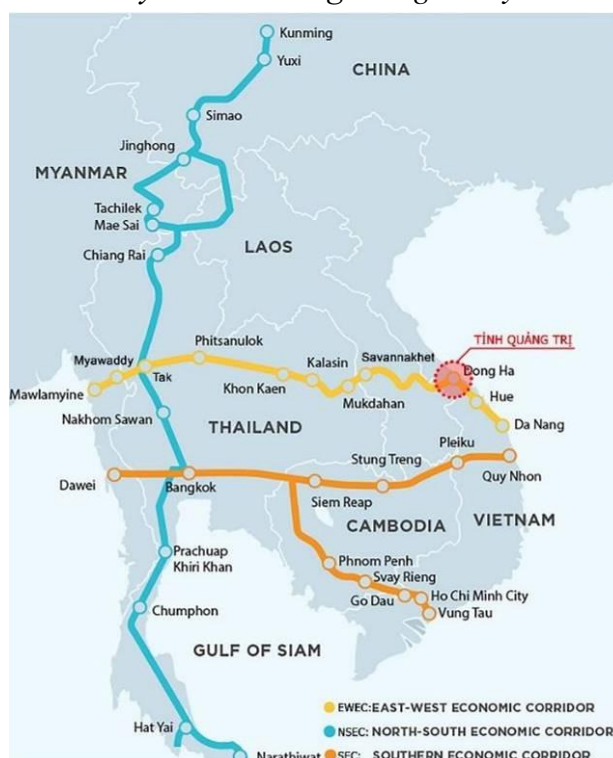 Kunming
Yuxi
CHINA
Simao
Jinghong
MYANMAR
Tachilek
Mae Sai
LAOS
Chiang Rai
TỈNH QUẢNG TRỊ
Phitsanulok
Savannakhet
Myawaddy
Kalasin
Dong Ha
Tak
Mawlamyine
Khon Kaen
Mukdahan
Hue
Nakhom Sawan
THAILAND
Da Nang
Pleiku
Stung Treng
Dawei
Bangkok
Quy Nhon
Siem Reap
CAMBODIA
VIETNAM
Prachuap
Khiri Khan
Phnom Penh
Svay Rieng
Go Dau
Ho Chi Minh City
Chumphon
Vung Tau
GULF OF SIAM
EWEC:EAST-WEST ECONOMIC CORRIDOR
Hat Yai
NSEC: NORTH-SOUTH ECONOMIC CORRIDOR
Narathiwat
SEC: SOUTHERN ECONOMIC CORRIDOR